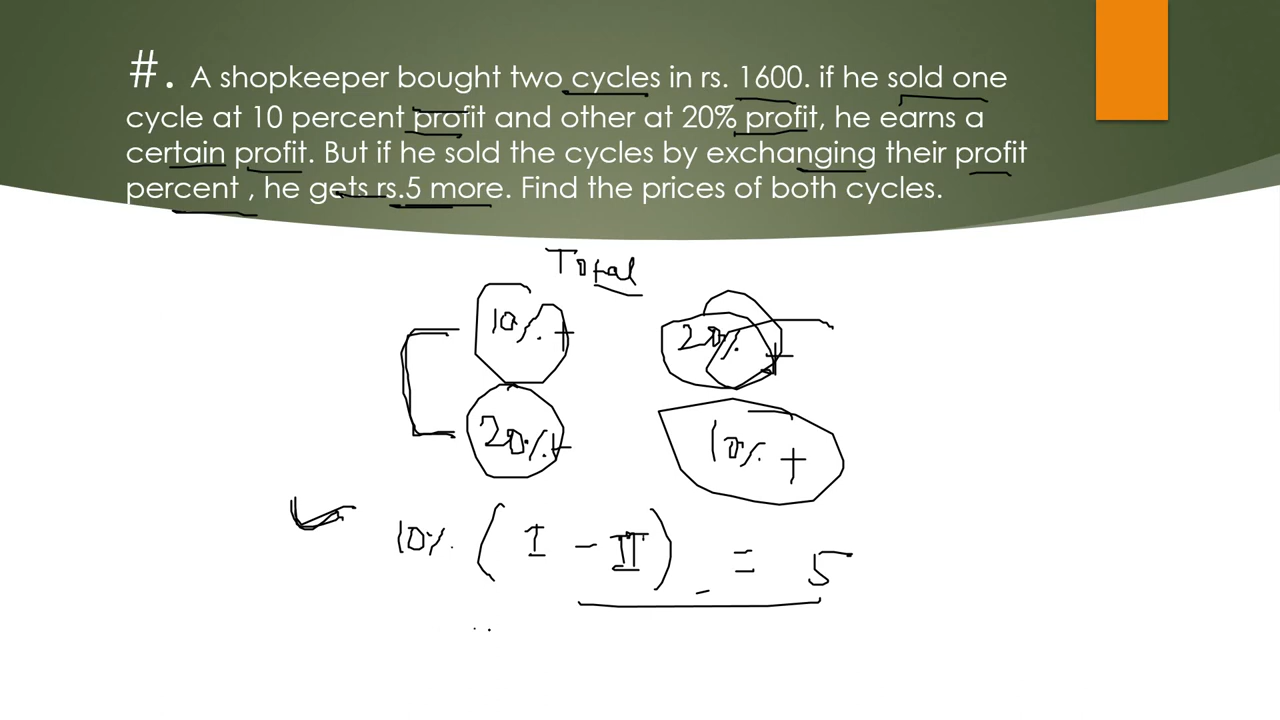 #. A shopkeeper bought two cycles in rs. 1600. if he sold one
cycle at 10 percent profit and other at 20% profit, he earns a
certain profit. But if he sold the cycles by exchanging their profit
percent , he gets rs.5 more. Find the prices of both cycles.
Total
10%+ 20%+
20%+ 10%+
10% (I - II) = 5